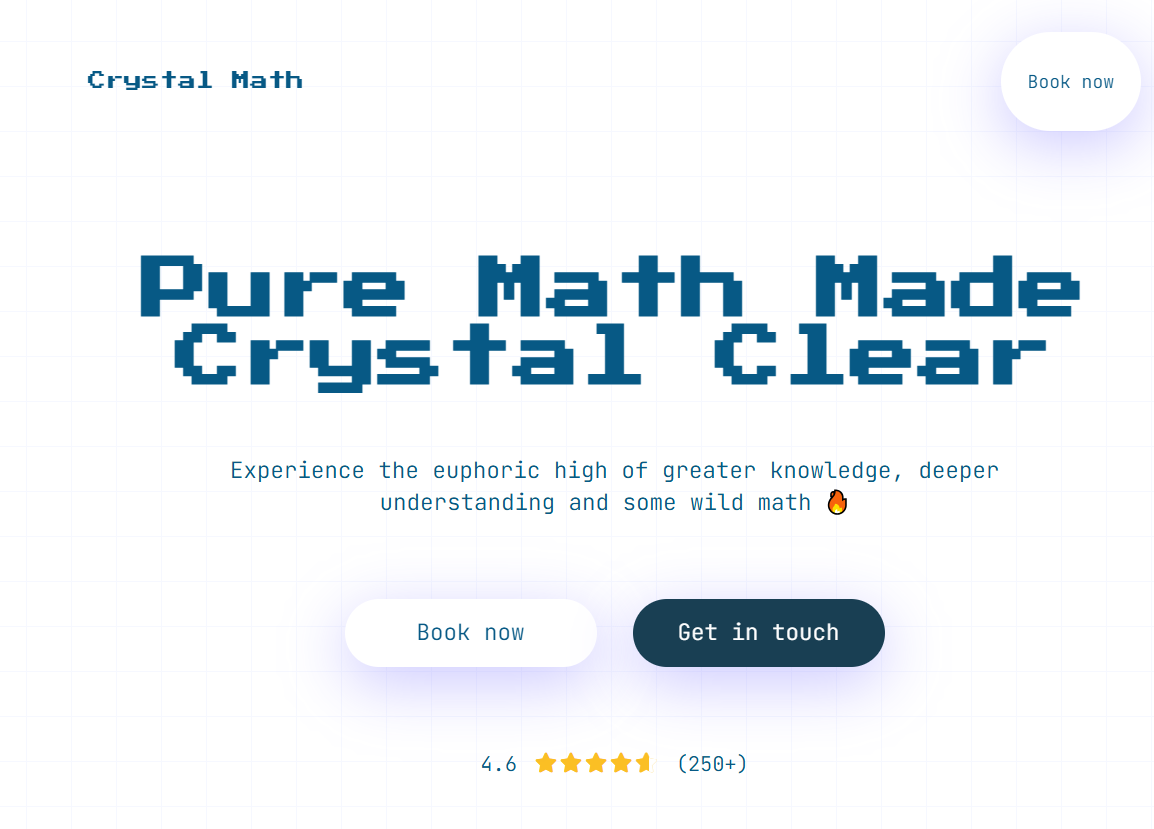 Crystal Math
Book now
Pure Math Made
Crystal Clear
Experience the euphoric high of greater knowledge, deeper
understanding and some wild math 🔥
Book now
Get in touch
4.6
(250+)